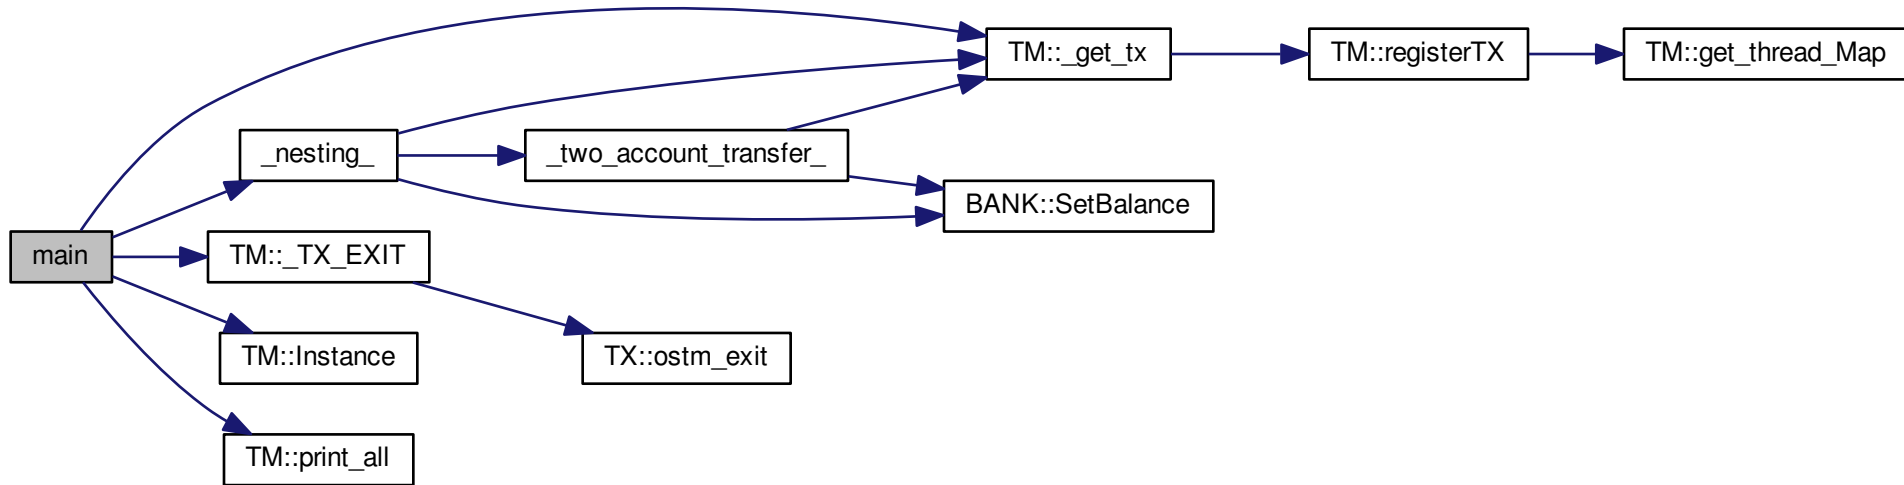 TM::_get_tx
TM::registerTX
TM::get_thread_Map
_nesting_
_two_account_transfer_
BANK::SetBalance
main
TM::_TX_EXIT
TM::Instance
TX::ostm_exit
TM::print_all